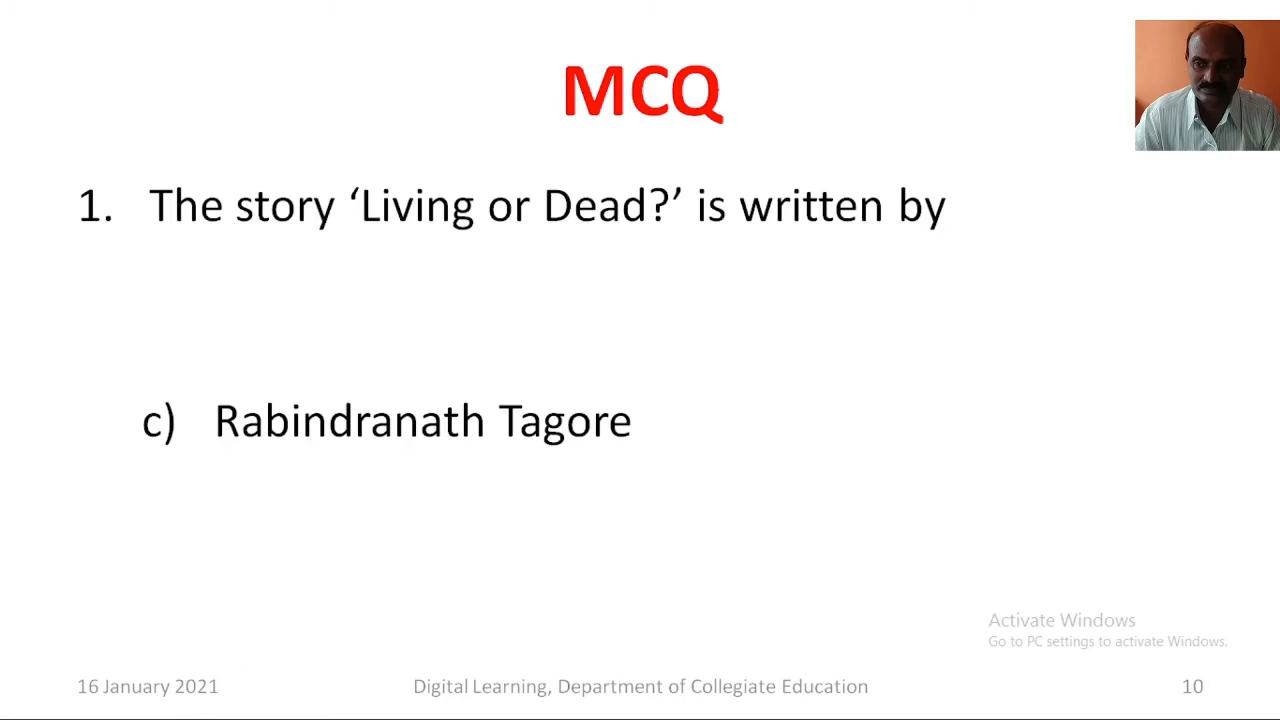 MCQ
1. The story ‘Living or Dead?’ is written by
c) Rabindranath Tagore
Activate Windows
Go to PC settings to activate Windows.
16 January 2021 Digital Learning, Department of Collegiate Education 10